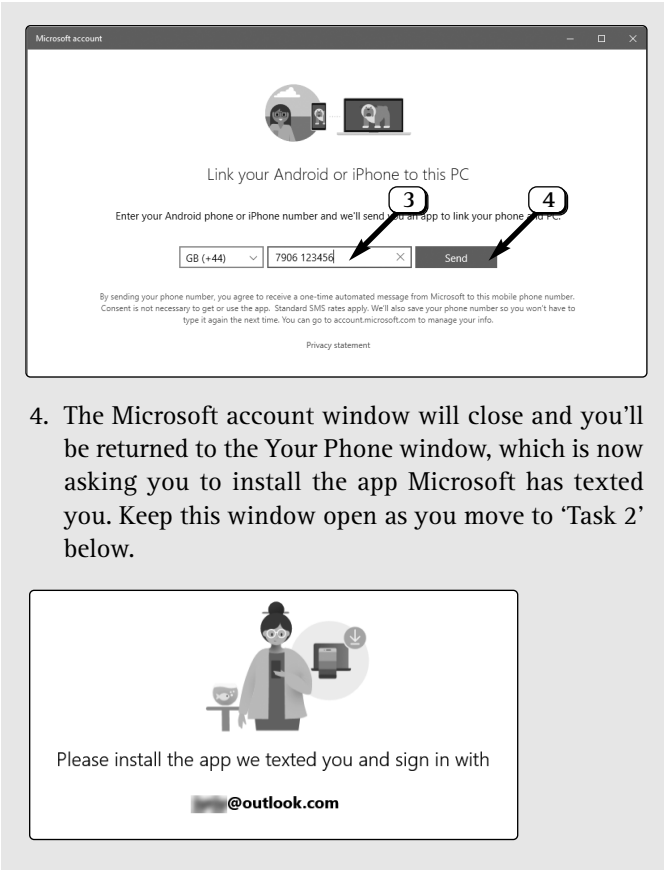 Microsoft account
Link your Android or iPhone to this PC
3
4
Enter your Android phone or iPhone number and we'll send you an app to link your phone and PC.
GB (+44)
7906 123456
Send
By sending your phone number, you agree to receive a one-time automated message from Microsoft to this mobile phone number.
Consent is not necessary to get or use the app. Standard SMS rates apply. We'll also save your phone number so you won't have to
type it again the next time. You can go to account.microsoft.com to manage your info.
Privacy statement
4. The Microsoft account window will close and you’ll
be returned to the Your Phone window, which is now
asking you to install the app Microsoft has texted
you. Keep this window open as you move to ‘Task 2’
below.
Please install the app we texted you and sign in with
@outlook.com